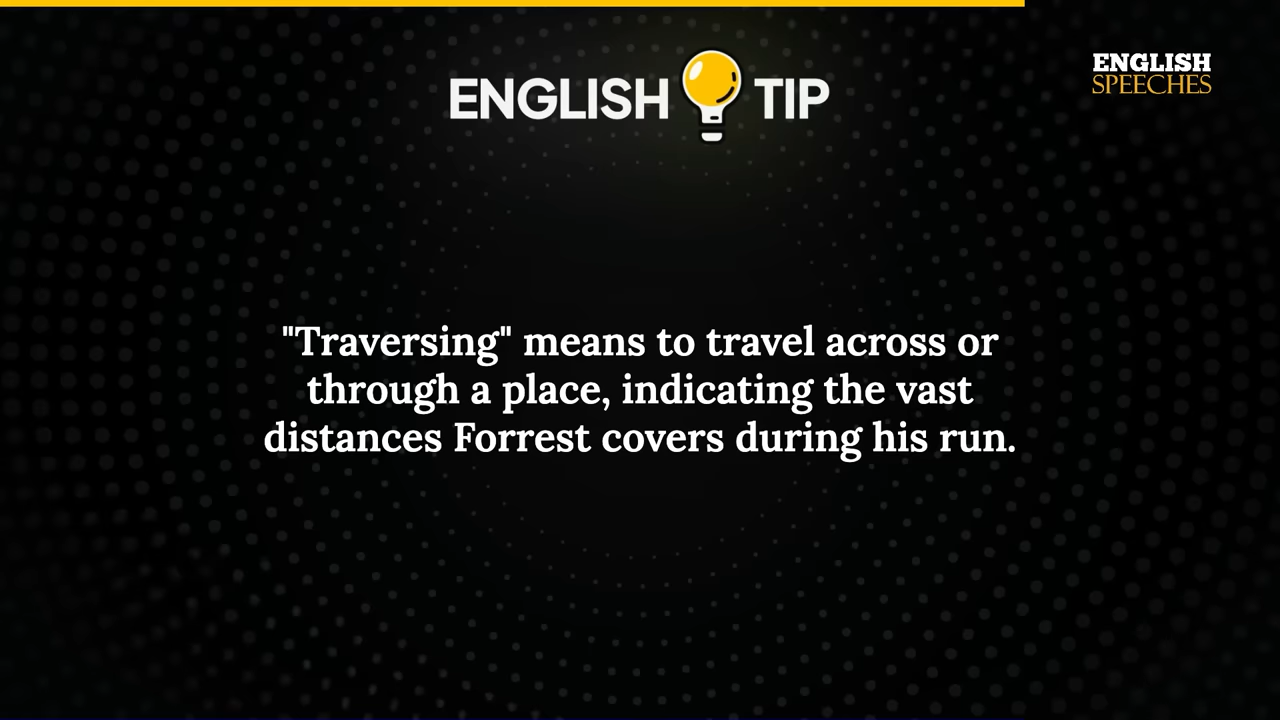 ENGLISH TIP
ENGLISH
SPEECHES
"Traversing" means to travel across or
through a place, indicating the vast
distances Forrest covers during his run.